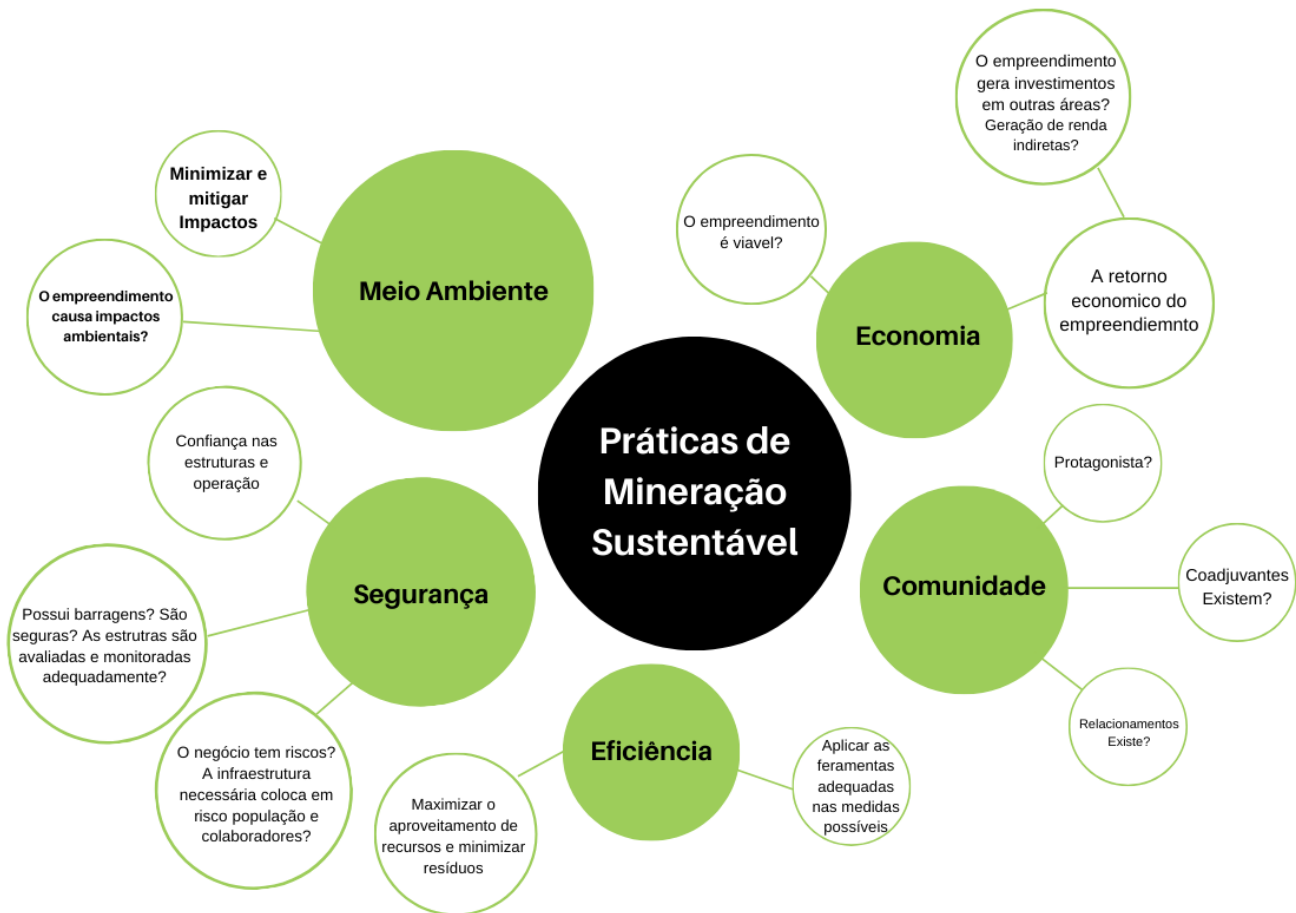 O empreendimento
gera investimentos
em outras áreas?
Geração de renda
indiretas?
Minimizar e
mitigar
Impactos
O empreendimento
é viavel?
Meio Ambiente
O empreendimento
causa impactos
ambientais?
A retorno
economico do
empreendiemnto
Economia
Práticas de
Mineração
Sustentável
Confiança nas
estruturas e
operação
Protagonista?
Segurança
Comunidade
Coadjuvantes
Existem?
Possui barragens? São
seguras? As estrutras são
avaliadas e monitoradas
adequadamente?
Relacionamentos
Existe?
O negócio tem riscos?
A infraestrutura
necessária coloca em
risco população e
colaboradores?
Eficiência
Maximizar o
aproveitamento de
recursos e minimizar
resíduos
Aplicar as
feramentas
adequadas
nas medidas
possíveis